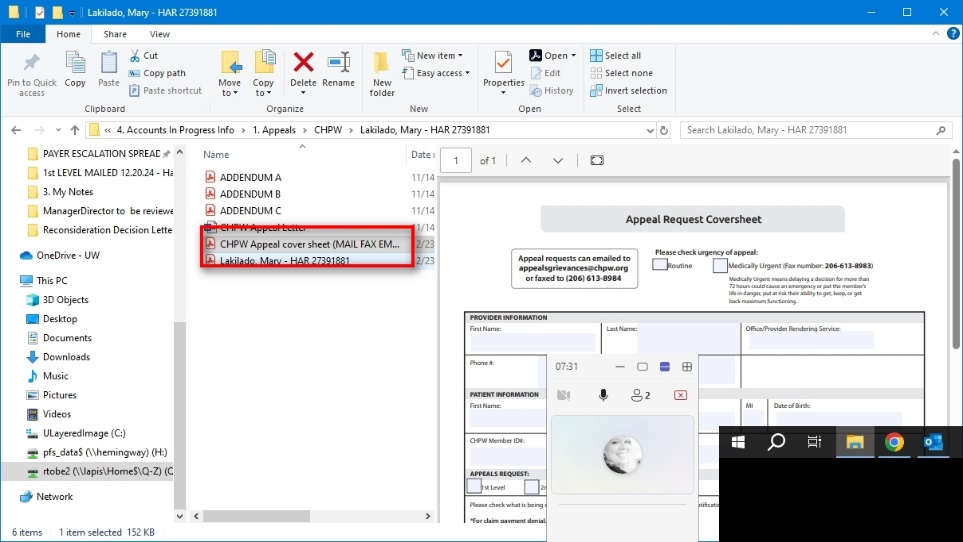 Lakilado, Mary - HAR 27391881
File Home Share View
Pin to Quick access
Copy
Paste
Cut
Copy path
Paste shortcut
Clipboard
Move to
Copy to
Delete
Rename
Organize
New folder
New item
Easy access
New
Properties
Open
Edit
History
Open
Select all
Select none
Invert selection
Select
« 4. Accounts In Progress Info > 1. Appeals > CHPW > Lakilado, Mary - HAR 27391881
Search Lakilado, Mary - HAR 27391881
PAYER ESCALATION SPREAD
1st LEVEL MAILED 12.20.24 - Ha
3. My Notes
ManagerDirector to be reviewe
Reconsideration Decision Lette
OneDrive - UW
This PC
3D Objects
Desktop
Documents
Downloads
Music
Pictures
Videos
ULayeredImage (C:)
pfs_data$ (\\hemingway) (H:)
rtobe2 (\\lapis\Home$\Q-Z) (Q
Network
Name Date
ADDENDUM A 11/14
ADDENDUM B 11/14
ADDENDUM C 11/14
CHPW Appeal Letter 11/14
CHPW Appeal cover sheet (MAIL FAX EM... 2/23
Lakilado, Mary - HAR 27391881 2/23
1 of 1
Appeal Request Coversheet
Appeal requests can emailed to
appealsgrievances@chpw.org
or faxed to (206) 613-8984
Please check urgency of appeal:
Routine
Medically Urgent (Fax number: 206-613-8983)
Medically Urgent means delaying a decision for more than
72 hours could cause an emergency or put the member's
life in danger, put at risk their ability to get, keep, or get
back maximum functioning.
PROVIDER INFORMATION
First Name: Last Name: Office/Provider Rendering Service:
Phone #:
PATIENT INFORMATION
First Name: MI Date of Birth:
CHPW Member ID#:
APPEALS REQUEST:
1st Level
Please check what is being
*For claim payment denial,
07:31
2
6 items 1 item selected 152 KB